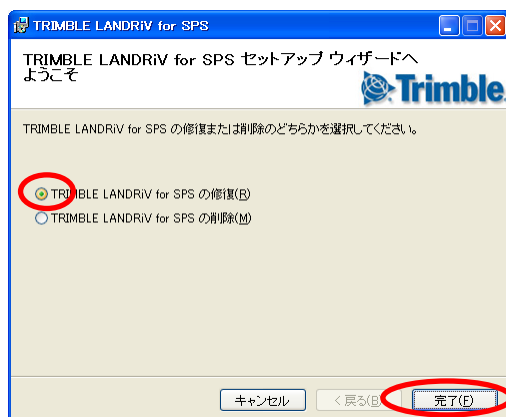 TRIMBLE LANDRiV for SPS
TRIMBLE LANDRiV for SPS セットアップ ウィザードへ
ようこそ
Trimble
TRIMBLE LANDRiV for SPS の修復または削除のどちらかを選択してください。
TRIMBLE LANDRiV for SPS の修復(R)
TRIMBLE LANDRiV for SPS の削除(M)
キャンセル
< 戻る(B
完了(F)